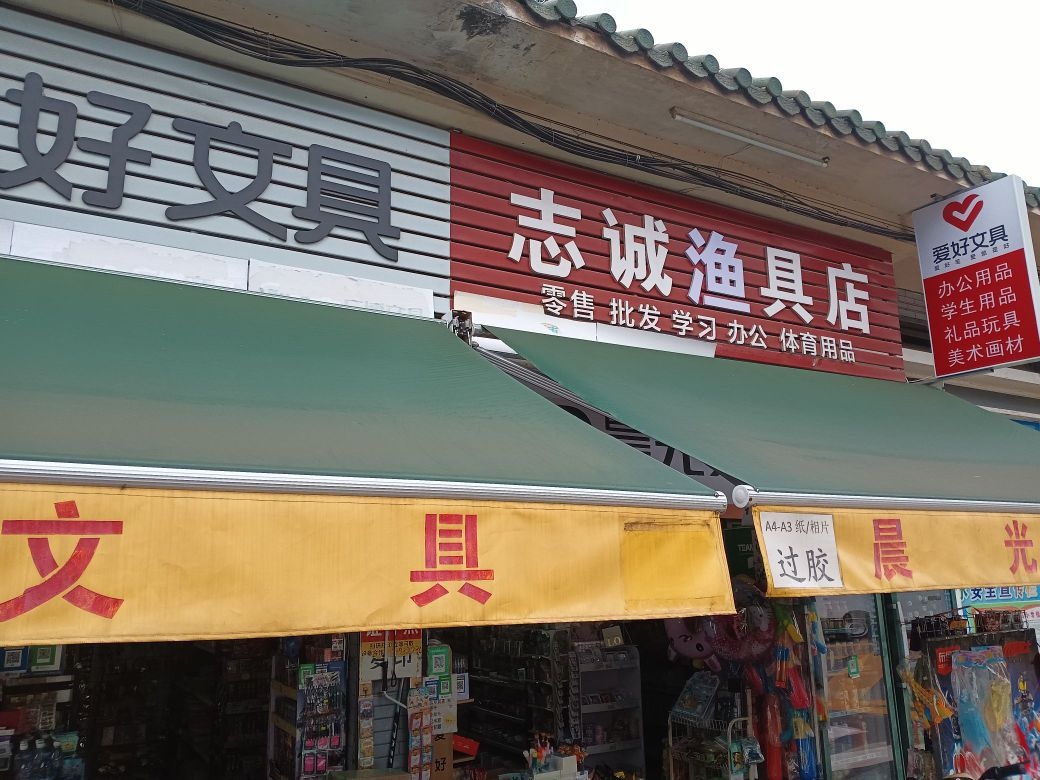 好文具
志诚渔具店
零售 批发 学习 办公 体育用品
爱好文具
办公用品
学生用品
礼品玩具
美术画材
文具
A4-A3 纸/相片
过胶
晨光
复印